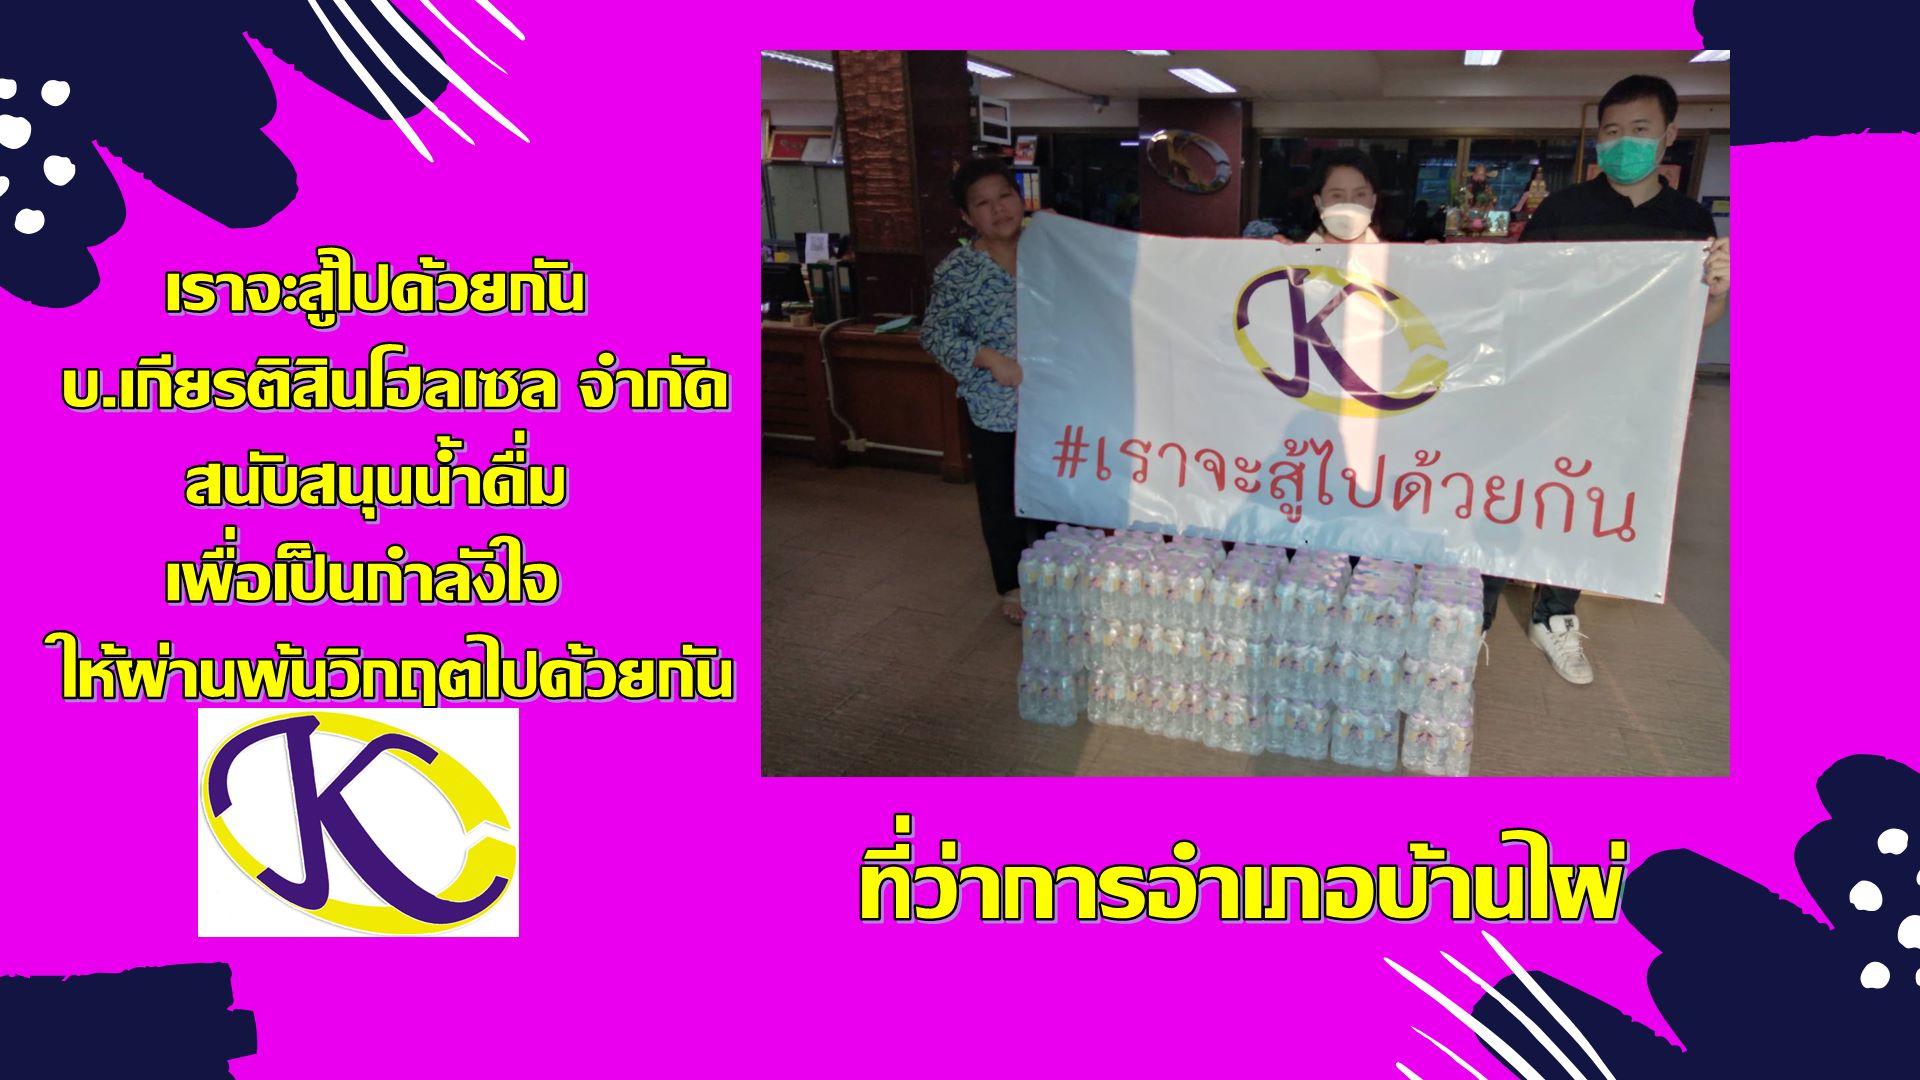 เราจะสู้ไปด้วยกัน
บ.เกียรติสินโฮลเซล จำกัด
สนับสนุนน้ำดื่ม
เพื่อเป็นกำลังใจ
ให้ผ่านพ้นวิกฤตไปด้วยกัน
K
K
#เราจะสู้ไปด้วยกัน
ที่ว่าการอำเภอบ้านไผ่